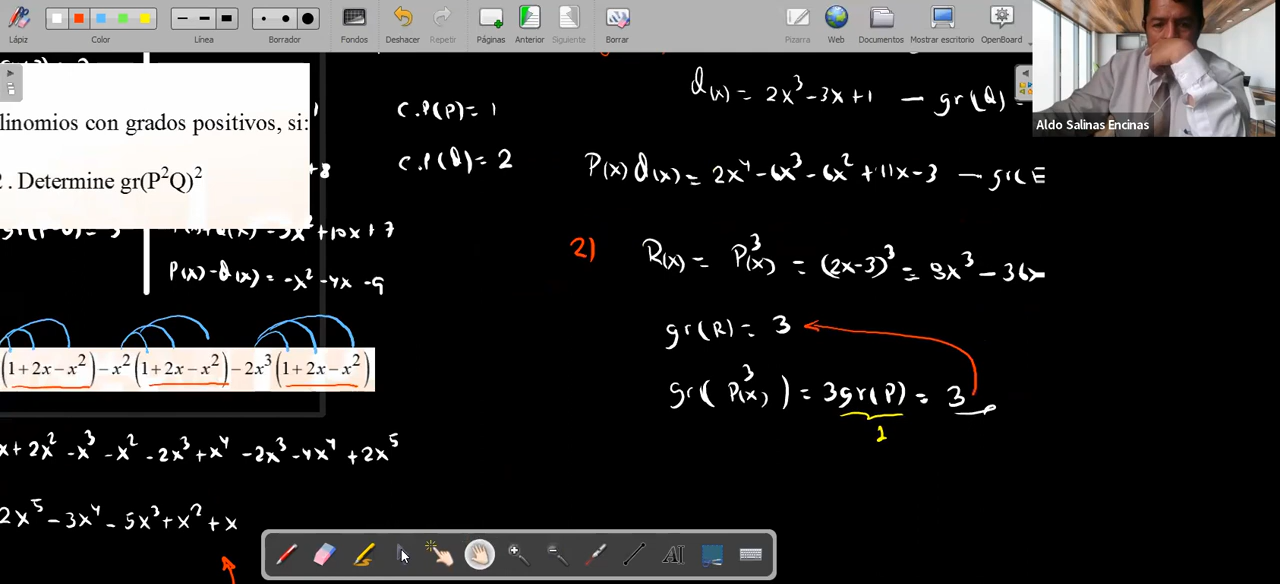 Lápiz Color Línea Borrador Fondos Deshacer Repetir Páginas Anterior Siguiente Borrar Pizarra Web Documentos Mostrar escritorio OpenBoard
Aldo Salinas Encinas
linomios con grados positivos, si:
. Determine gr(P²Q)²
C.P(P) = 1
C.P(Q) = 2
P(x) - Q(x) = -x² - 4x - 9
(1+2x-x²) - x²(1+2x-x²) - 2x³(1+2x-x²)
x + 2x² - x³ - x² - 2x³ + x⁴ - 2x³ - 4x⁴ + 2x⁵
2x⁵ - 3x⁴ - 5x³ + x² + x
Q(x) = 2x³ - 3x + 1 — gr(Q)
P(x) Q(x) = 2x⁴ - 6x³ - 6x² + 11x - 3 — gr(
2) R(x) = P³(x) = (2x-3)³ = 8x³ - 36x
gr(R) = 3
gr( P³(x) ) = 3gr(P) = 3
1
AI